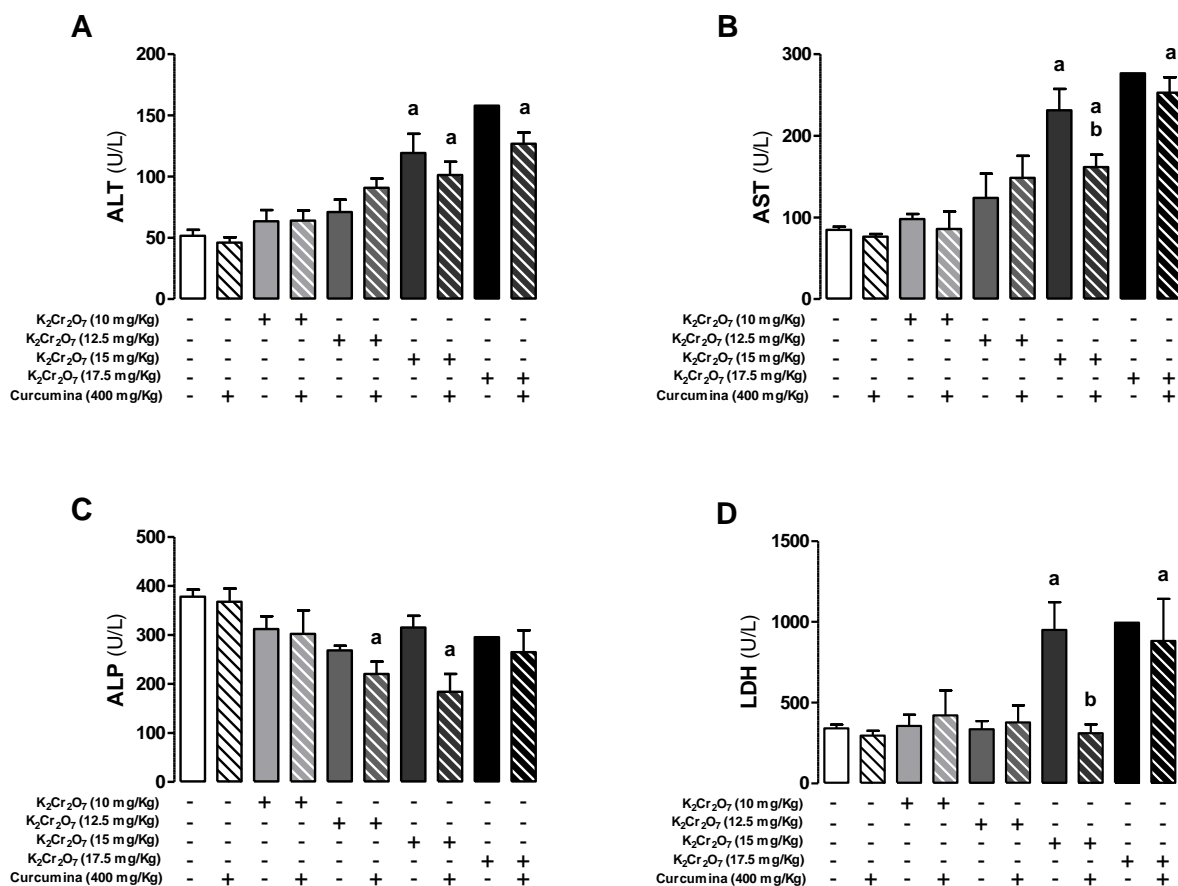 A
200
150
100
50
0
ALT (U/L)
a
a
a
K₂Cr₂O₇ (10 mg/Kg) - - + + - - - - - -
K₂Cr₂O₇ (12.5 mg/Kg) - - - - + + - - - -
K₂Cr₂O₇ (15 mg/Kg) - - - - - - + + - -
K₂Cr₂O₇ (17.5 mg/Kg) - - - - - - - - + +
Curcumina (400 mg/Kg) - + - + - + - + - +
B
300
200
100
0
AST (U/L)
a
a
b
a
K₂Cr₂O₇ (10 mg/Kg) - - + + - - - - - -
K₂Cr₂O₇ (12.5 mg/Kg) - - - - + + - - - -
K₂Cr₂O₇ (15 mg/Kg) - - - - - - + + - -
K₂Cr₂O₇ (17.5 mg/Kg) - - - - - - - - + +
Curcumina (400 mg/Kg) - + - + - + - + - +
C
500
400
300
200
100
0
ALP (U/L)
a
a
K₂Cr₂O₇ (10 mg/Kg) - - + + - - - - - -
K₂Cr₂O₇ (12.5 mg/Kg) - - - - + + - - - -
K₂Cr₂O₇ (15 mg/Kg) - - - - - - + + - -
K₂Cr₂O₇ (17.5 mg/Kg) - - - - - - - - + +
Curcumina (400 mg/Kg) - + - + - + - + - +
D
1500
1000
500
0
LDH (U/L)
a
b
a
K₂Cr₂O₇ (10 mg/Kg) - - + + - - - - - -
K₂Cr₂O₇ (12.5 mg/Kg) - - - - + + - - - -
K₂Cr₂O₇ (15 mg/Kg) - - - - - - + + - -
K₂Cr₂O₇ (17.5 mg/Kg) - - - - - - - - + +
Curcumina (400 mg/Kg) - + - + - + - + - +